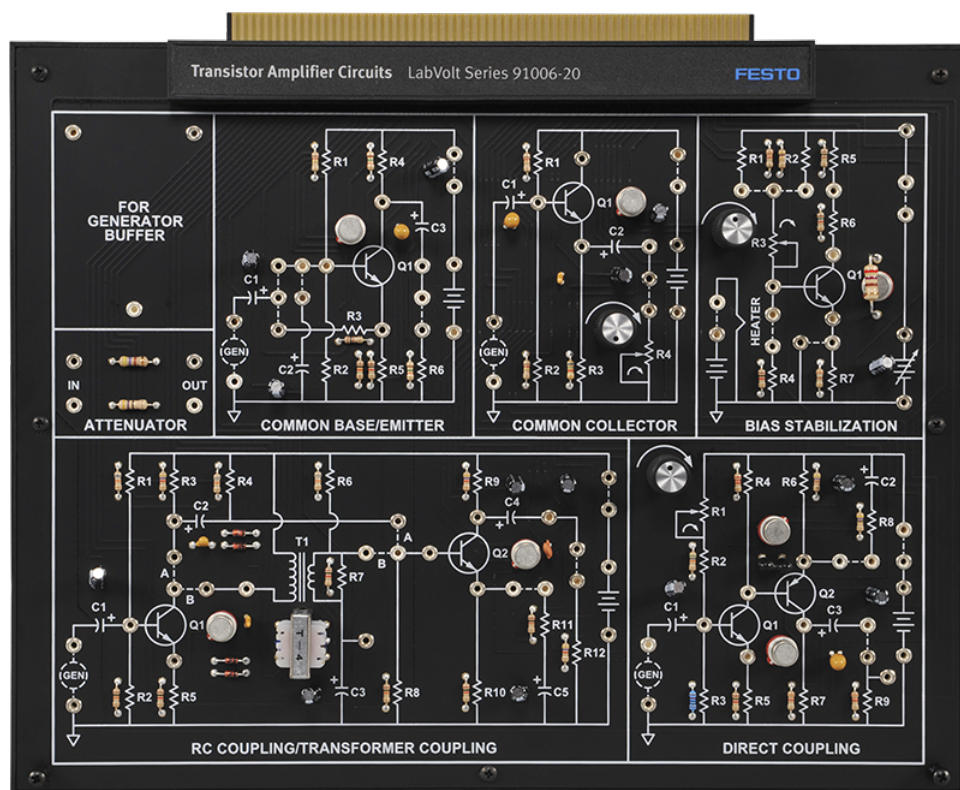 Transistor Amplifier Circuits LabVolt Series 91006-20
FESTO
FOR
GENERATOR
BUFFER
IN
OUT
ATTENUATOR
R1
R4
C3
Q1
C1
R3
GEN
C2
R2
R5
R6
COMMON BASE/EMITTER
R1
C1
Q1
C2
GEN
R4
R2
R3
COMMON COLLECTOR
R1
R2
R5
R6
R3
Q1
HEATER
R4
R7
BIAS STABILIZATION
R1
R3
R4
R6
R9
C2
C4
T1
A
A
B
B
Q2
R7
C1
Q1
R11
R12
GEN
T-4
R2
R5
C3
R8
R10
C5
RC COUPLING/TRANSFORMER COUPLING
R4
R6
C2
R1
R8
R2
Q2
C1
C3
Q1
GEN
R3
R5
R7
R9
DIRECT COUPLING